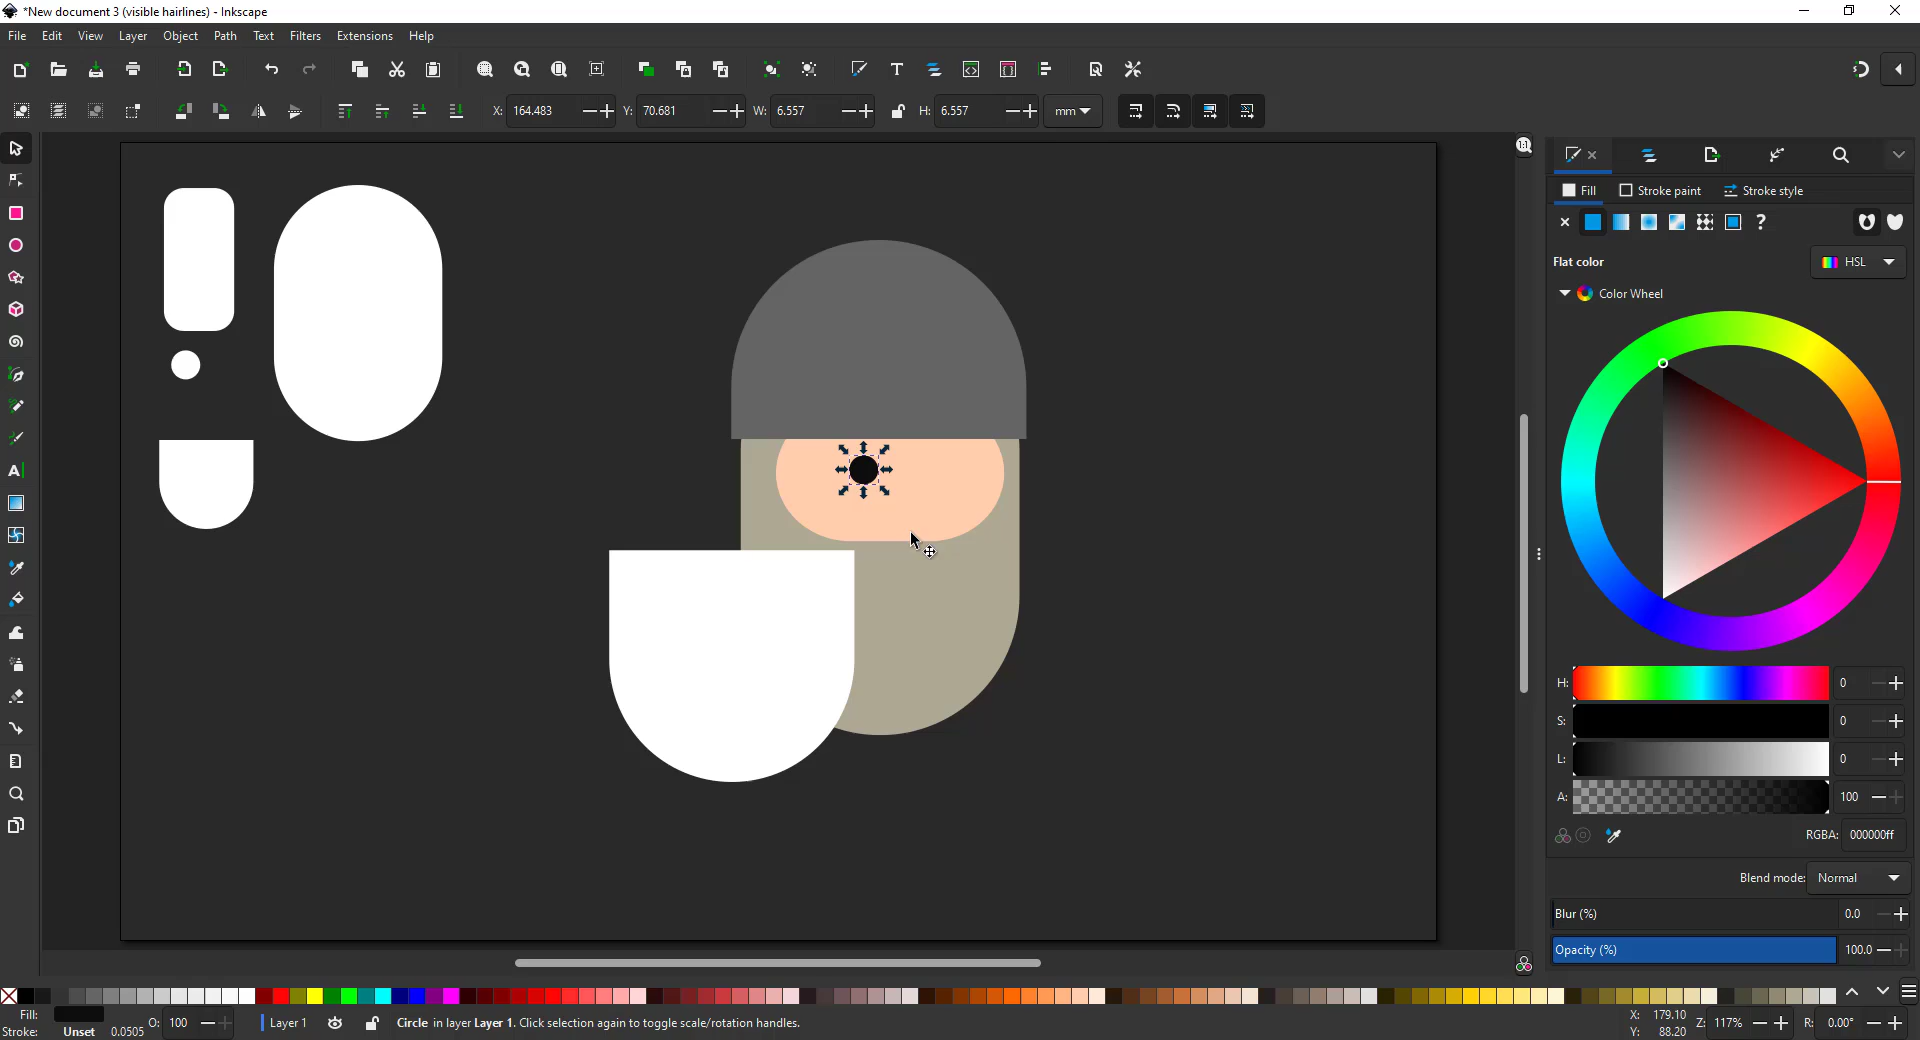 *New document 3 (visible hairlines) - Inkscape
File Edit View Layer Object Path Text Filters Extensions Help
X: 164.483 Y: 70.681 W: 6.557 H: 6.557 mm
Fill Stroke paint Stroke style
Flat color HSL
Color Wheel
H: 0
S: 0
L: 0
A: 100
RGBA: 000000ff
Blend mode: Normal
Blur (%) 0.0
Opacity (%) 100.0
Fill:
Stroke: Unset 0.0505 O: 100 Layer 1 Circle in layer Layer 1. Click selection again to toggle scale/rotation handles.
X: 179.10
Y: 88.20
Z: 117% R: 0.00°